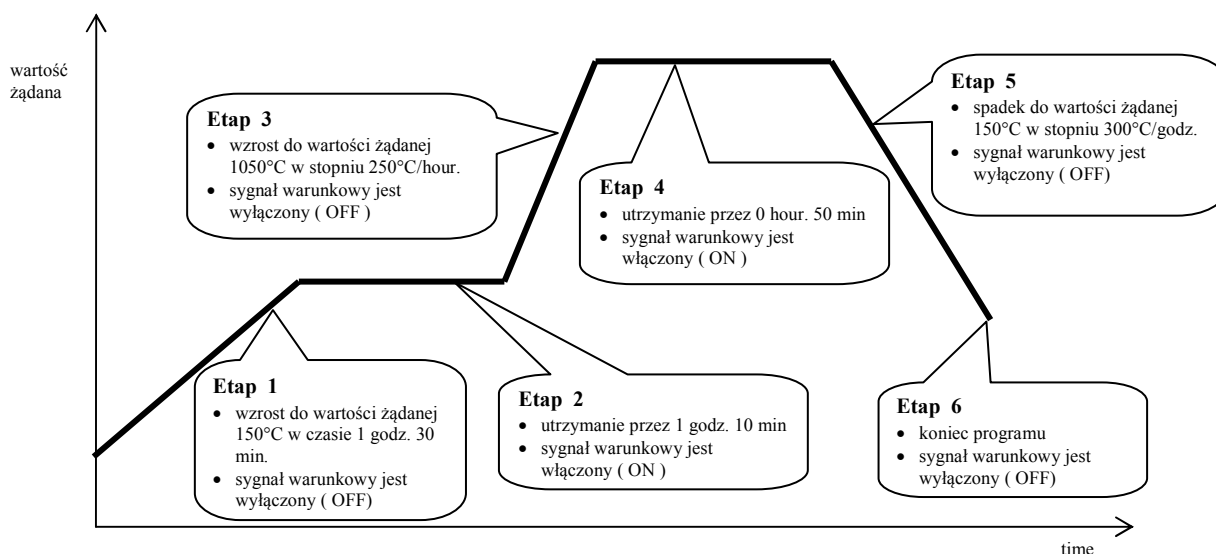 wartość
żądana
Etap 3
• wzrost do wartości żądanej
1050°C w stopniu 250°C/hour.
• sygnał warunkowy jest
wyłączony ( OFF )
Etap 5
• spadek do wartości żądanej
150°C w stopniu 300°C/godz.
• sygnał warunkowy jest
wyłączony ( OFF)
Etap 4
• utrzymanie przez 0 hour. 50 min
• sygnał warunkowy jest
włączony ( ON )
Etap 1
• wzrost do wartości żądanej
150°C w czasie 1 godz. 30
min.
• sygnał warunkowy jest
wyłączony ( OFF)
Etap 2
• utrzymanie przez 1 godz. 10 min
• sygnał warunkowy jest
włączony ( ON )
Etap 6
• koniec programu
• sygnał warunkowy jest
wyłączony ( OFF)
time